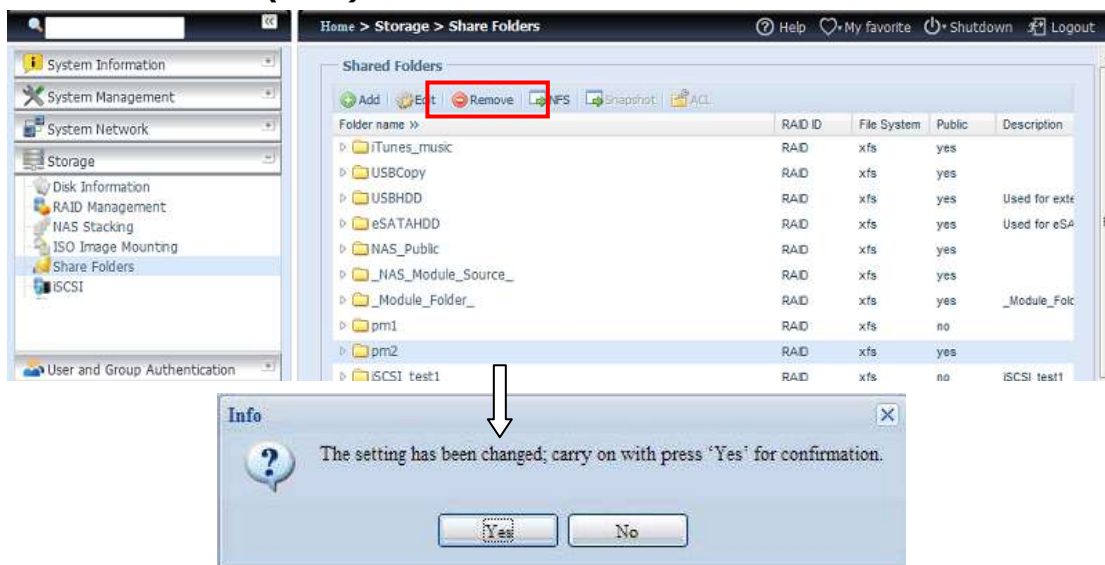 Home > Storage > Share Folders
Help My favorite Shutdown Logout
System Information
System Management
System Network
Storage
Disk Information
RAID Management
NAS Stacking
ISO Image Mounting
Share Folders
iSCSI
User and Group Authentication
Shared Folders
Add Edit Remove NFS Snapshot ACL
Folder name » RAID ID File System Public Description
iTunes_music RAID xfs yes
USBCopy RAID xfs yes
USBHDD RAID xfs yes Used for exte
eSATAHDD RAID xfs yes Used for eSA
NAS_Public RAID xfs yes
_NAS_Module_Source_ RAID xfs yes
_Module_Folder_ RAID xfs yes _Module_Fold
pm1 RAID xfs no
pm2 RAID xfs yes
iSCSI_test1 RAID xfs no iSCSI_test1
Info
The setting has been changed; carry on with press ‘Yes’ for confirmation.
Yes No